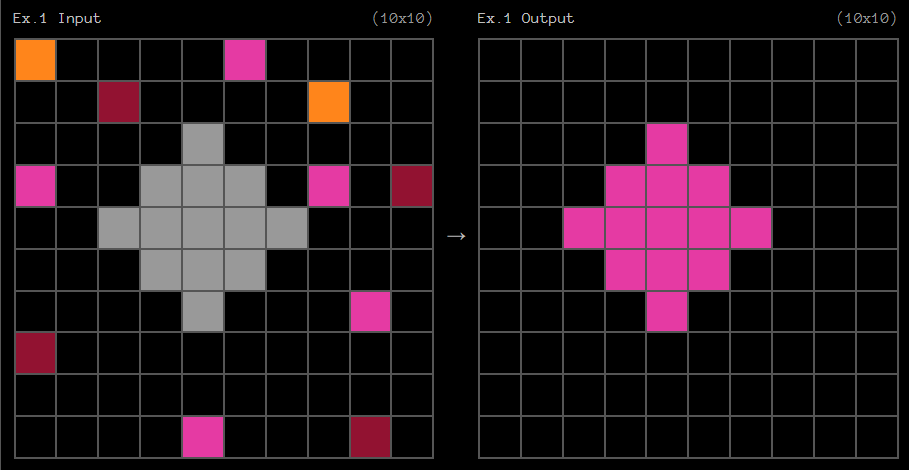 Ex.1 Input (10x10)
Ex.1 Output (10x10)
→